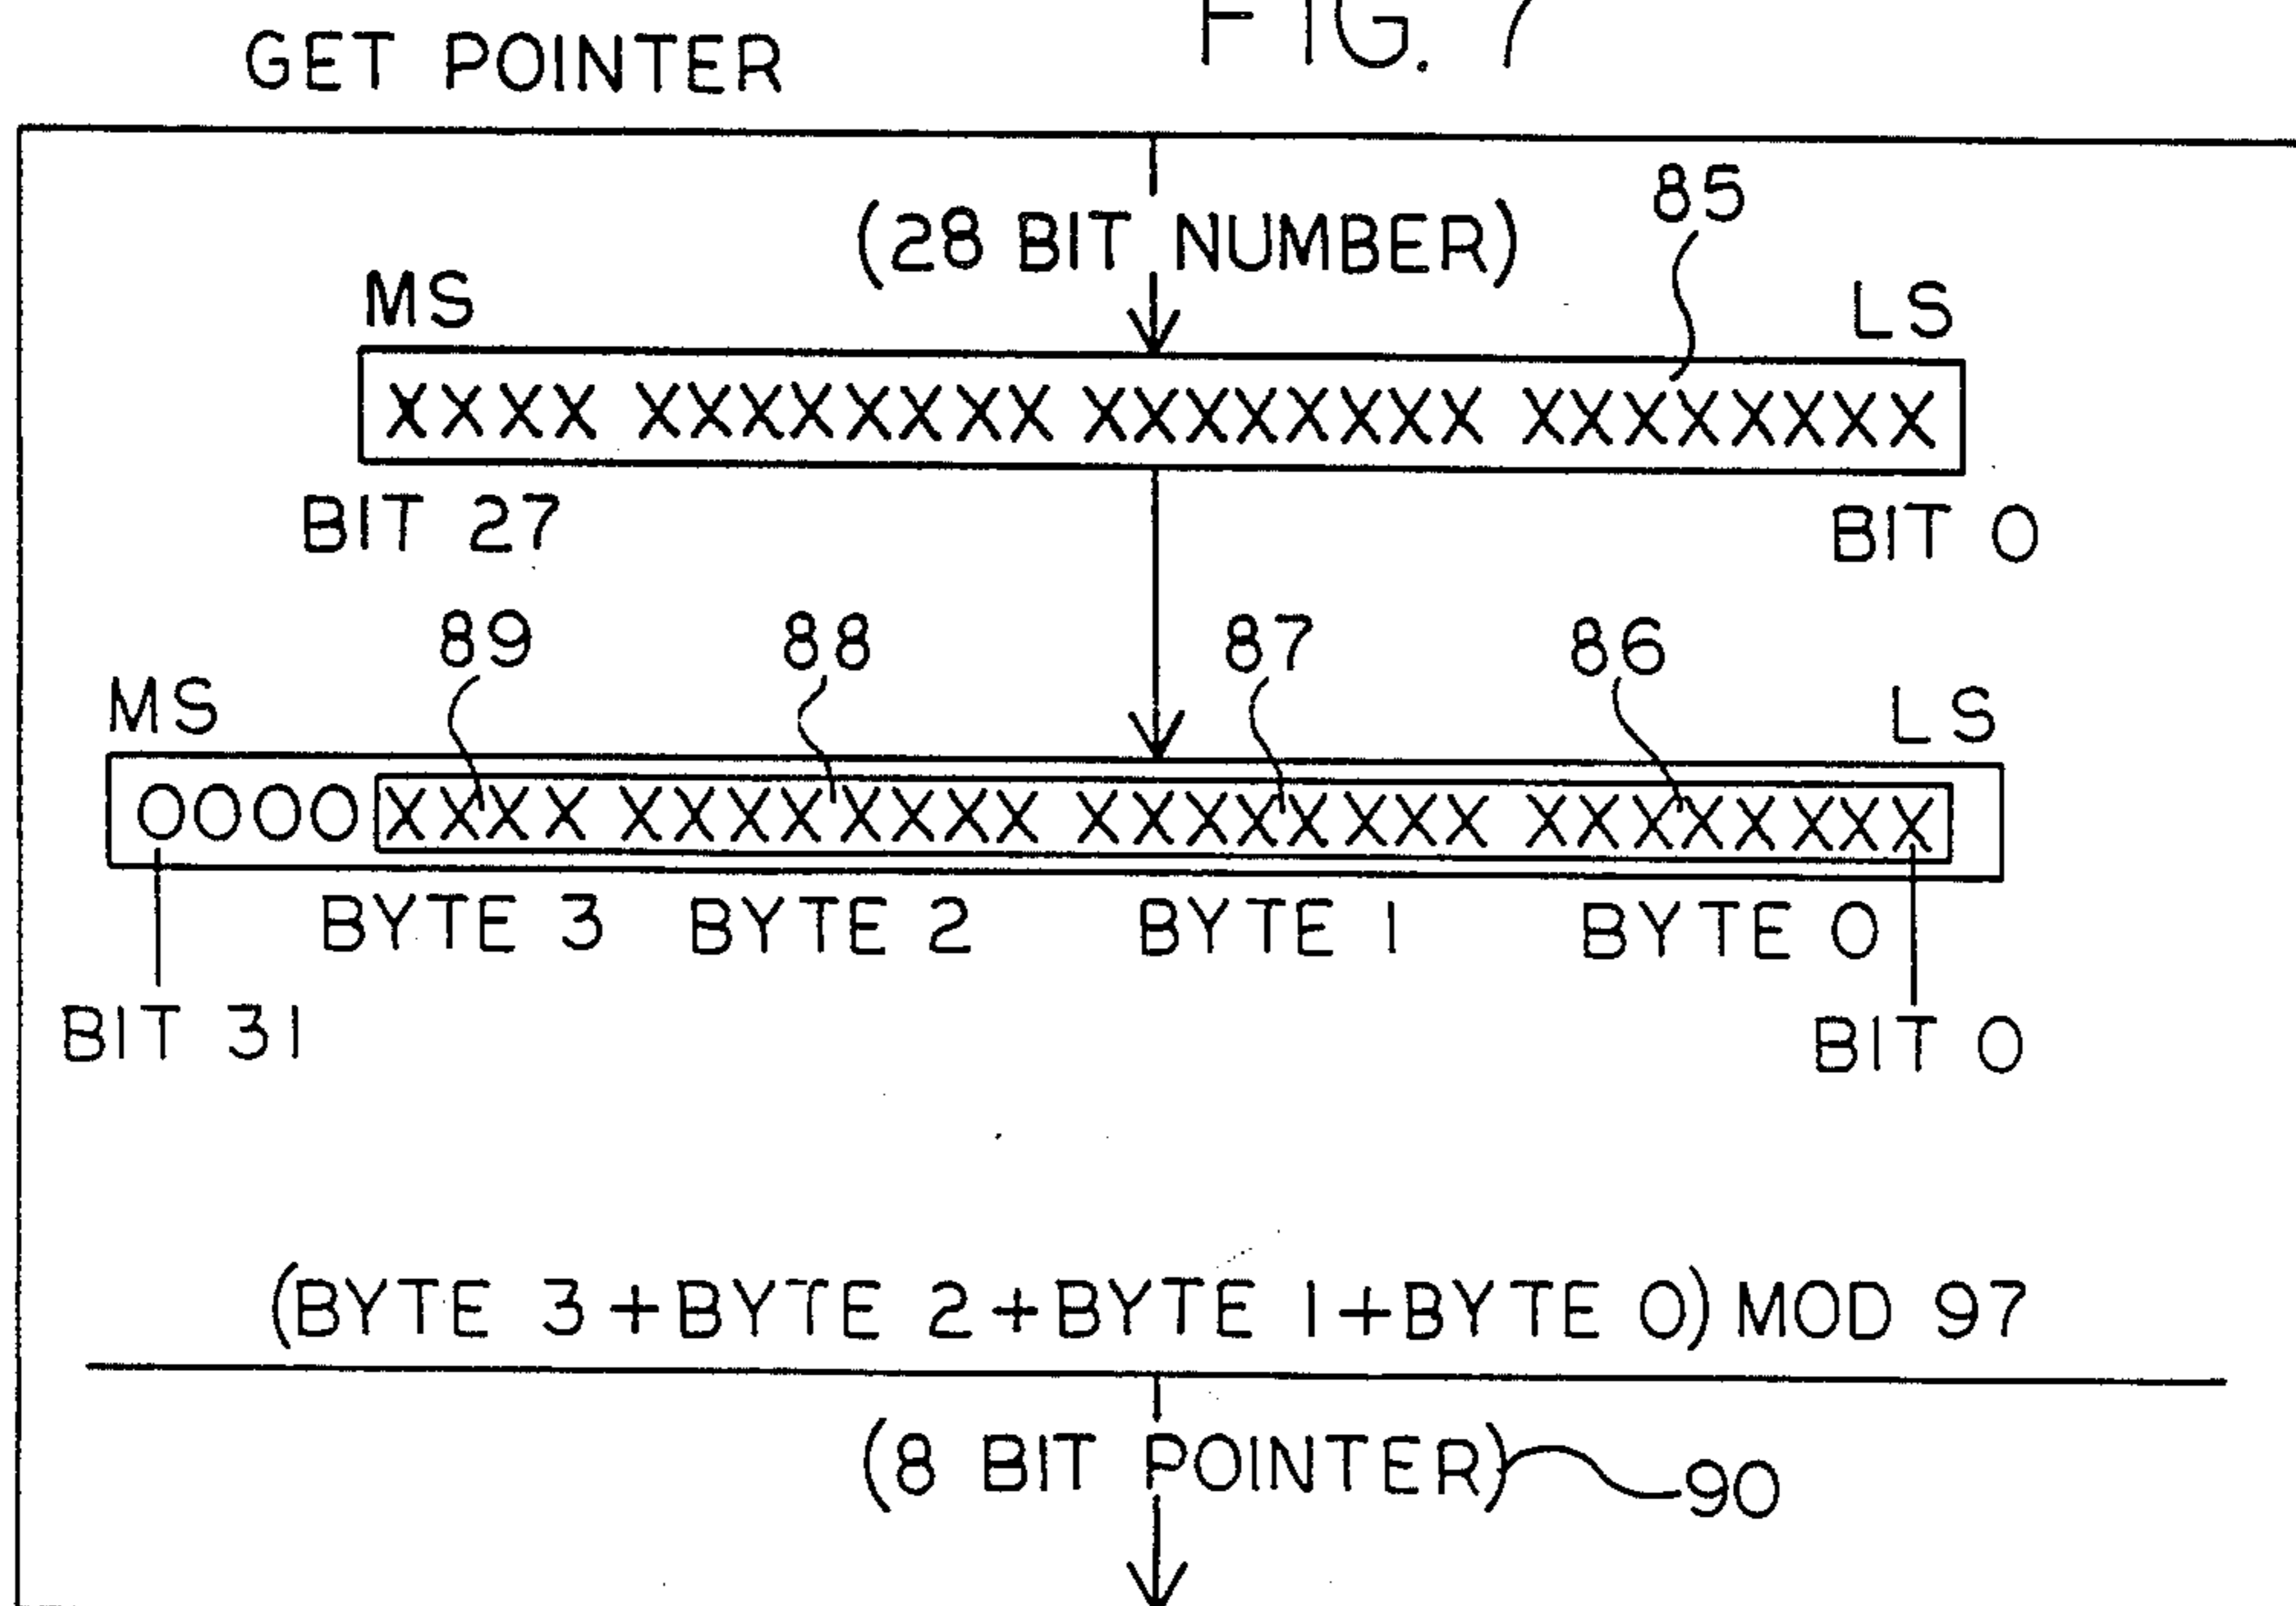 FIG. 7
GET POINTER
(28 BIT NUMBER)
85
MS
LS
XXXX XXXXXXXX XXXXXXXX XXXXXXXX
BIT 27
BIT 0
89
88
87
86
MS
LS
0000 XXXX XXXXXXXX XXXXXXXX XXXXXXXX
BYTE 3
BYTE 2
BYTE 1
BYTE 0
BIT 31
BIT 0
(BYTE 3+BYTE 2+BYTE 1+BYTE 0) MOD 97
(8 BIT POINTER)
90